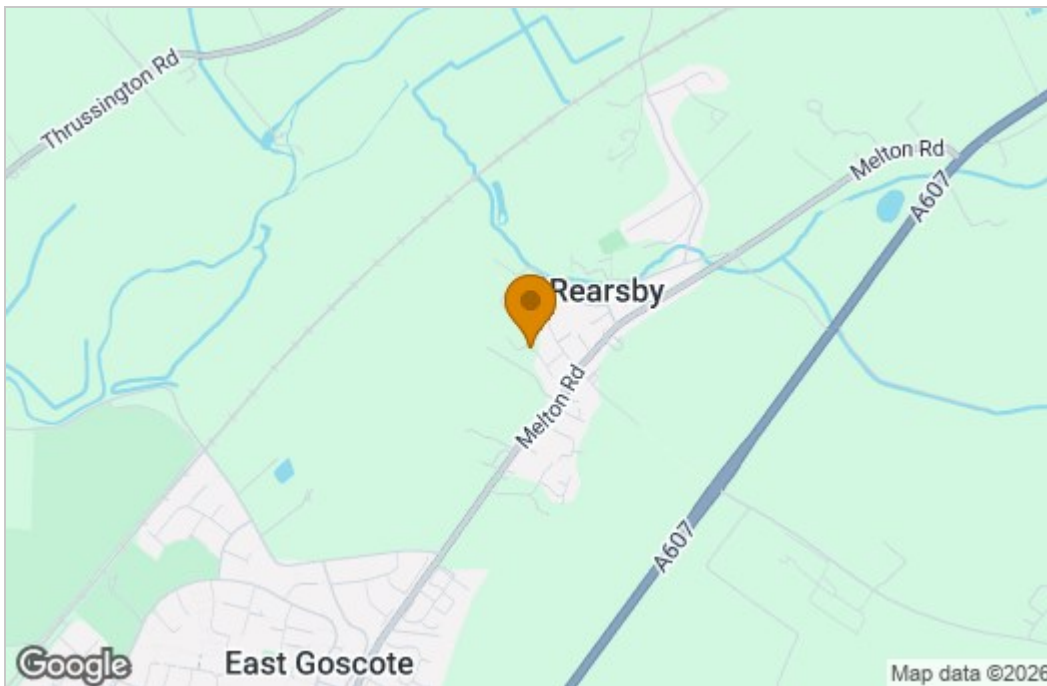 Thrussington Rd
Melton Rd
A607
Rearsby
Melton Rd
A607
East Goscote
Google
Map data ©2026